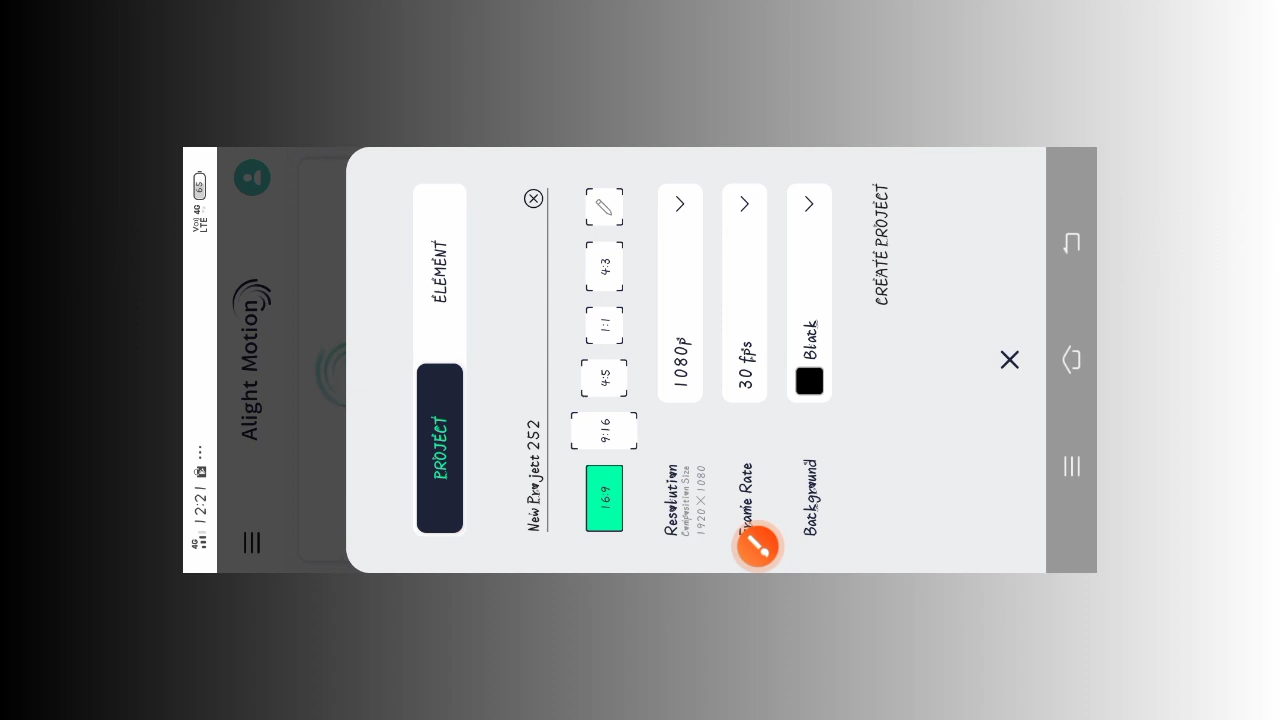 4G 12:21 ... Voi) 4G LTE 65
Alight Motion
PROJECT ELEMENT
New Project 252
16:9 9:16 4:5 1:1 4:3
Resolution 1080p
Composition Size
1920 X 1080
Frame Rate 30 fps
Background Black
CREATE PROJECT